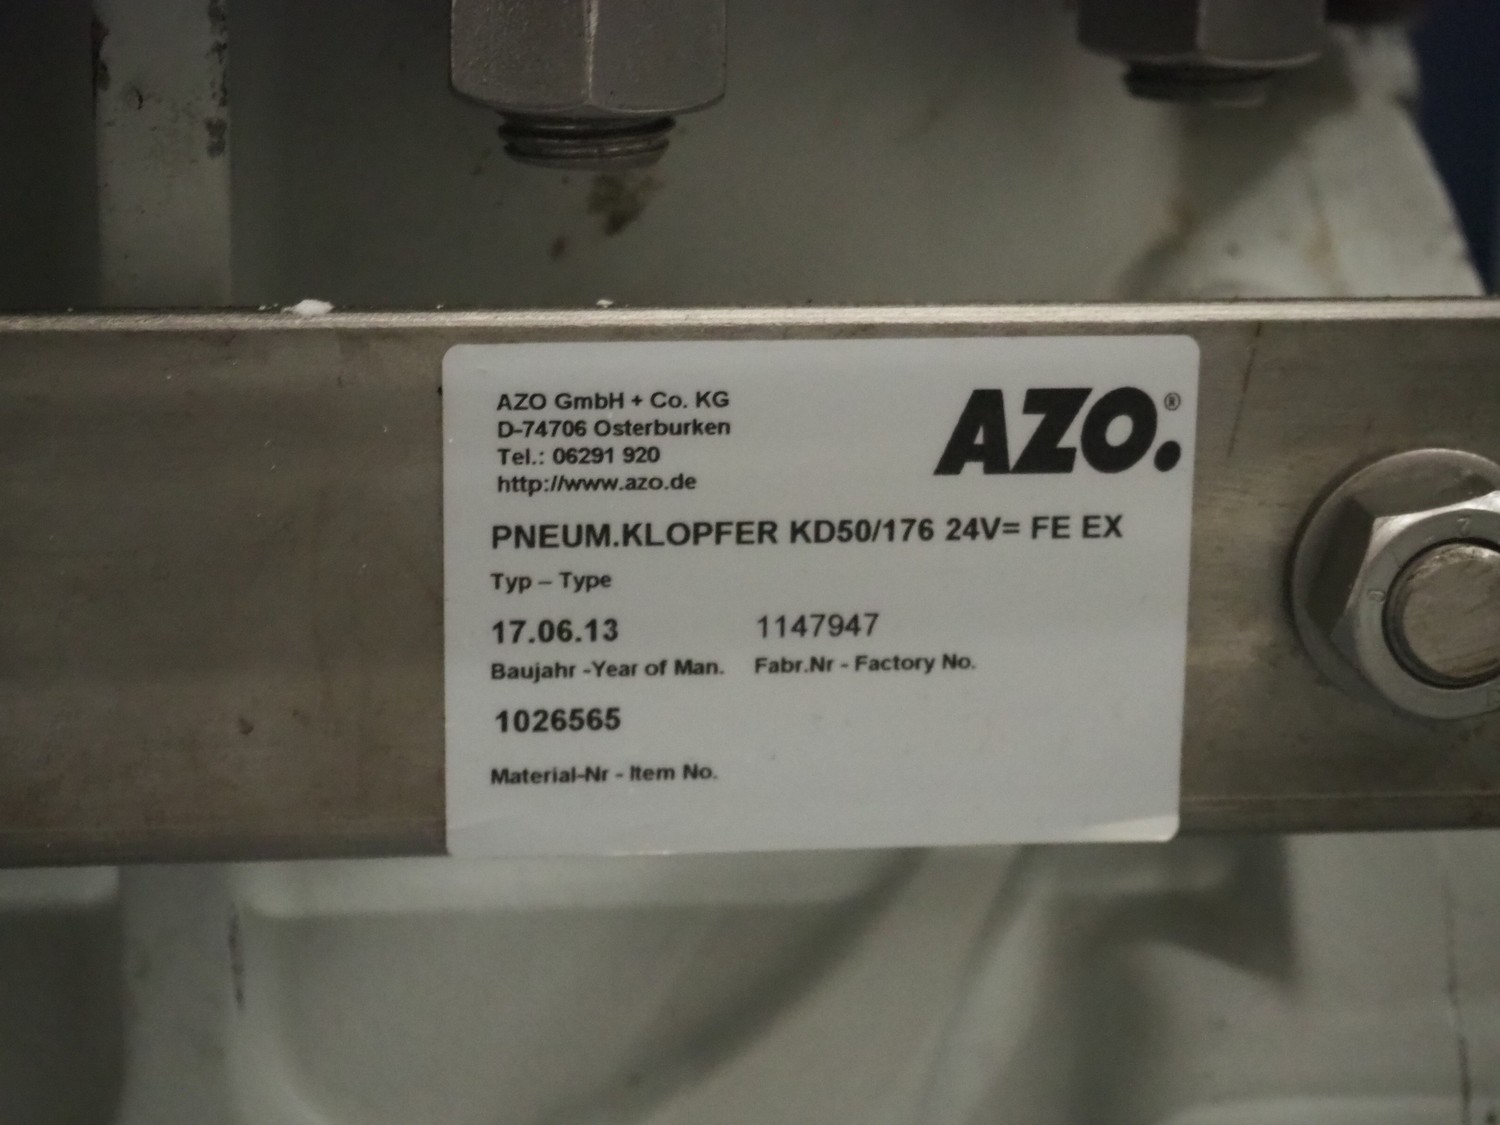 AZO GmbH + Co. KG
D-74706 Osterburken
Tel.: 06291 920
http://www.azo.de
AZO.®
PNEUM.KLOPFER KD50/176 24V= FE EX
Typ – Type
17.06.13 1147947
Baujahr -Year of Man. Fabr.Nr - Factory No.
1026565
Material-Nr - Item No.